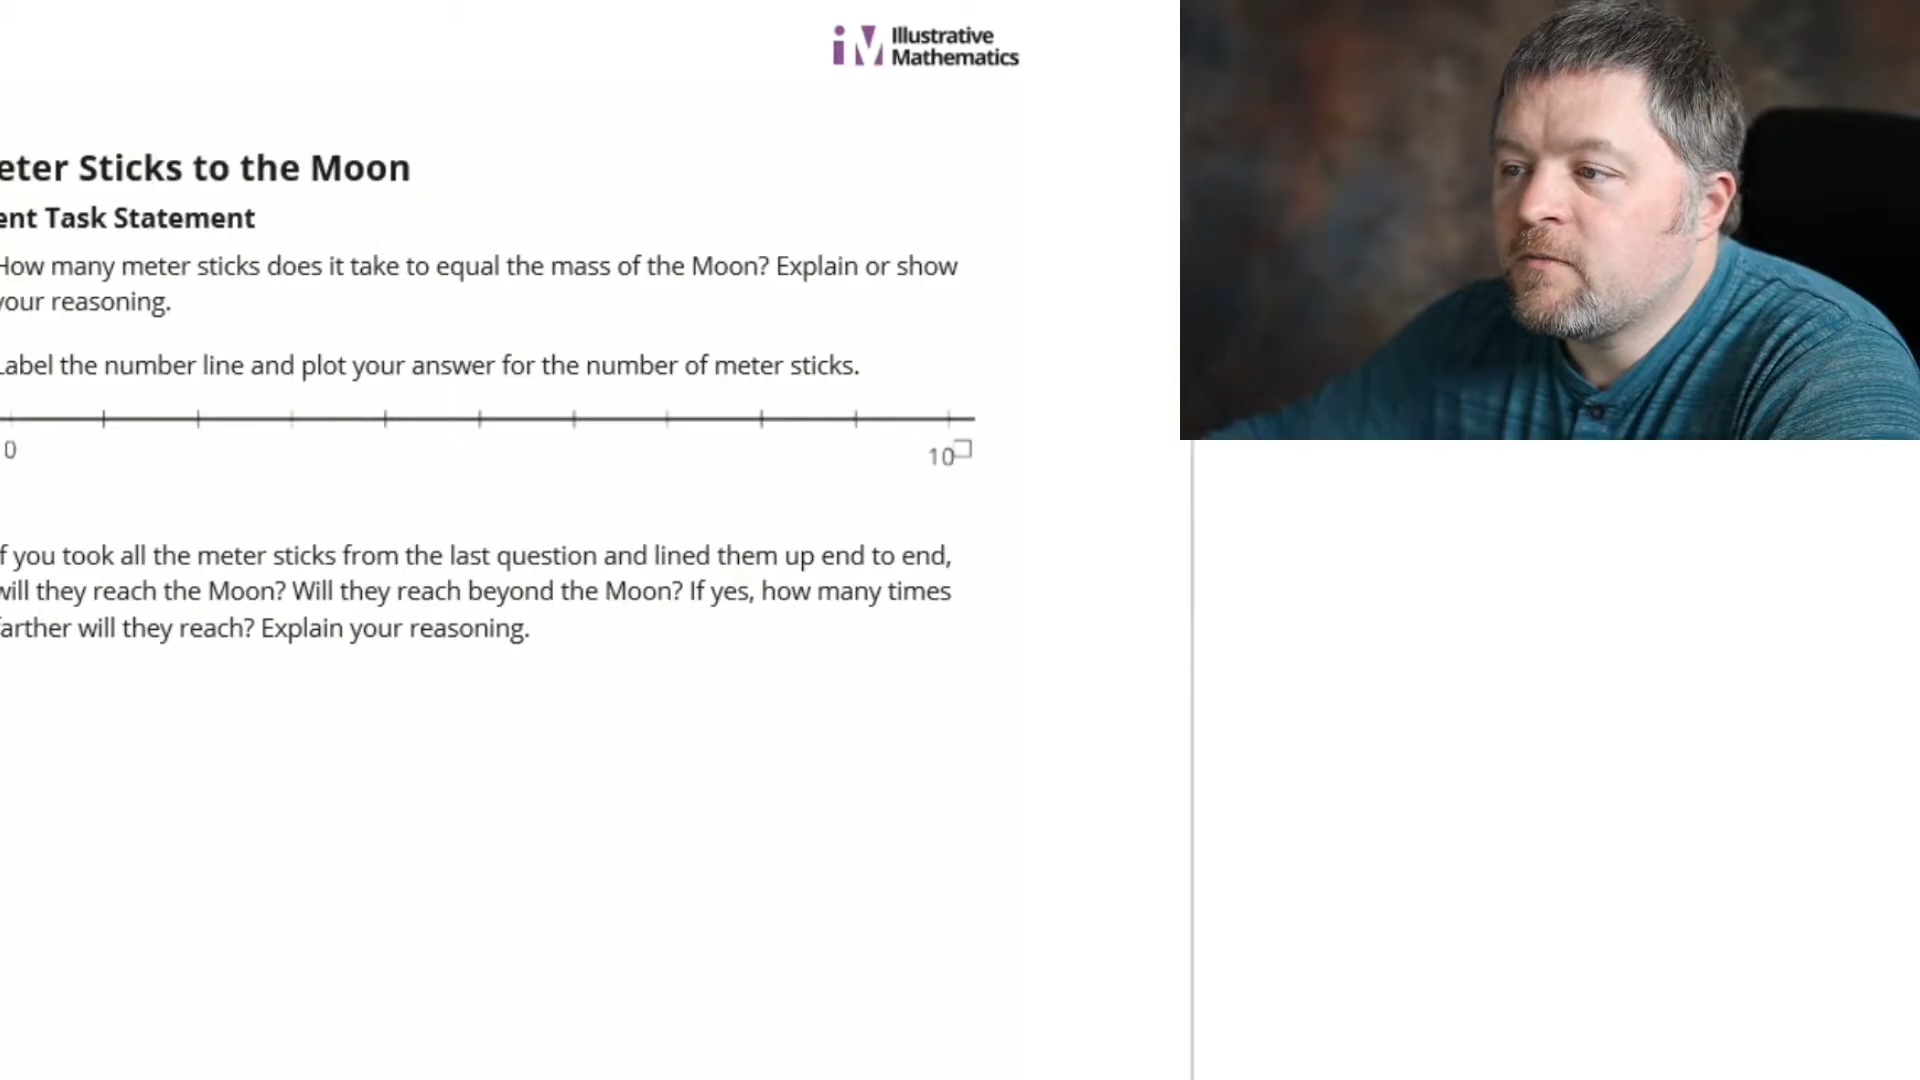 Illustrative
Mathematics
eter Sticks to the Moon
ent Task Statement
How many meter sticks does it take to equal the mass of the Moon? Explain or show
your reasoning.
Label the number line and plot your answer for the number of meter sticks.
0
10□
f you took all the meter sticks from the last question and lined them up end to end,
will they reach the Moon? Will they reach beyond the Moon? If yes, how many times
farther will they reach? Explain your reasoning.